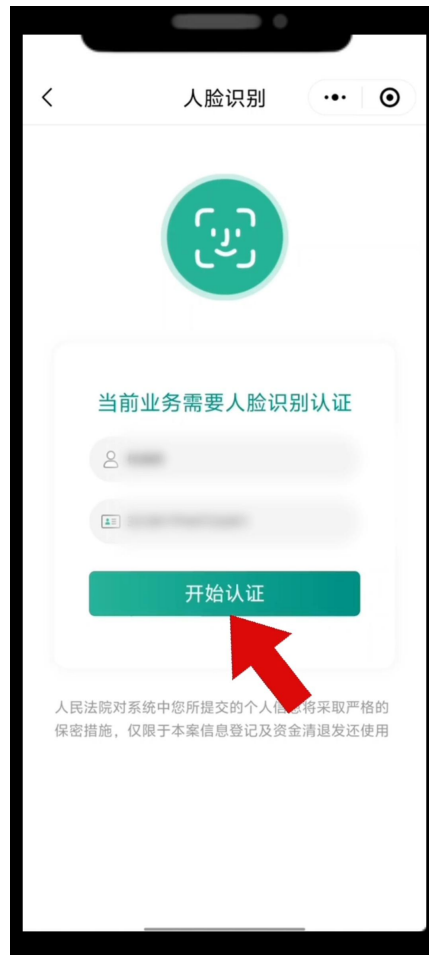 人脸识别
当前业务需要人脸识别认证
开始认证
人民法院对系统中您所提交的个人信息将采取严格的
保密措施，仅限于本案信息登记及资金清退发还使用